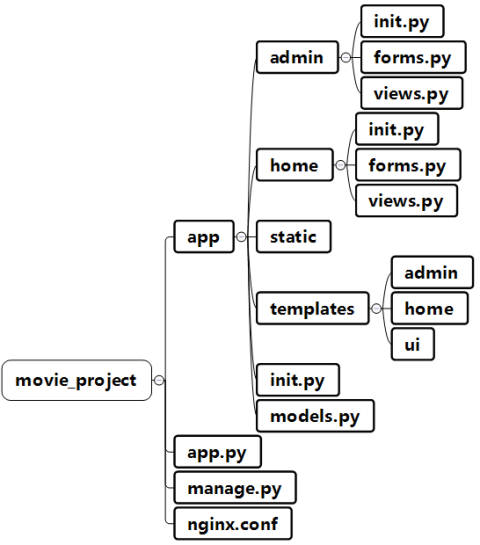 init.py
admin
forms.py
views.py
init.py
home
forms.py
views.py
app
static
admin
templates
home
ui
init.py
movie_project
models.py
app.py
manage.py
nginx.conf